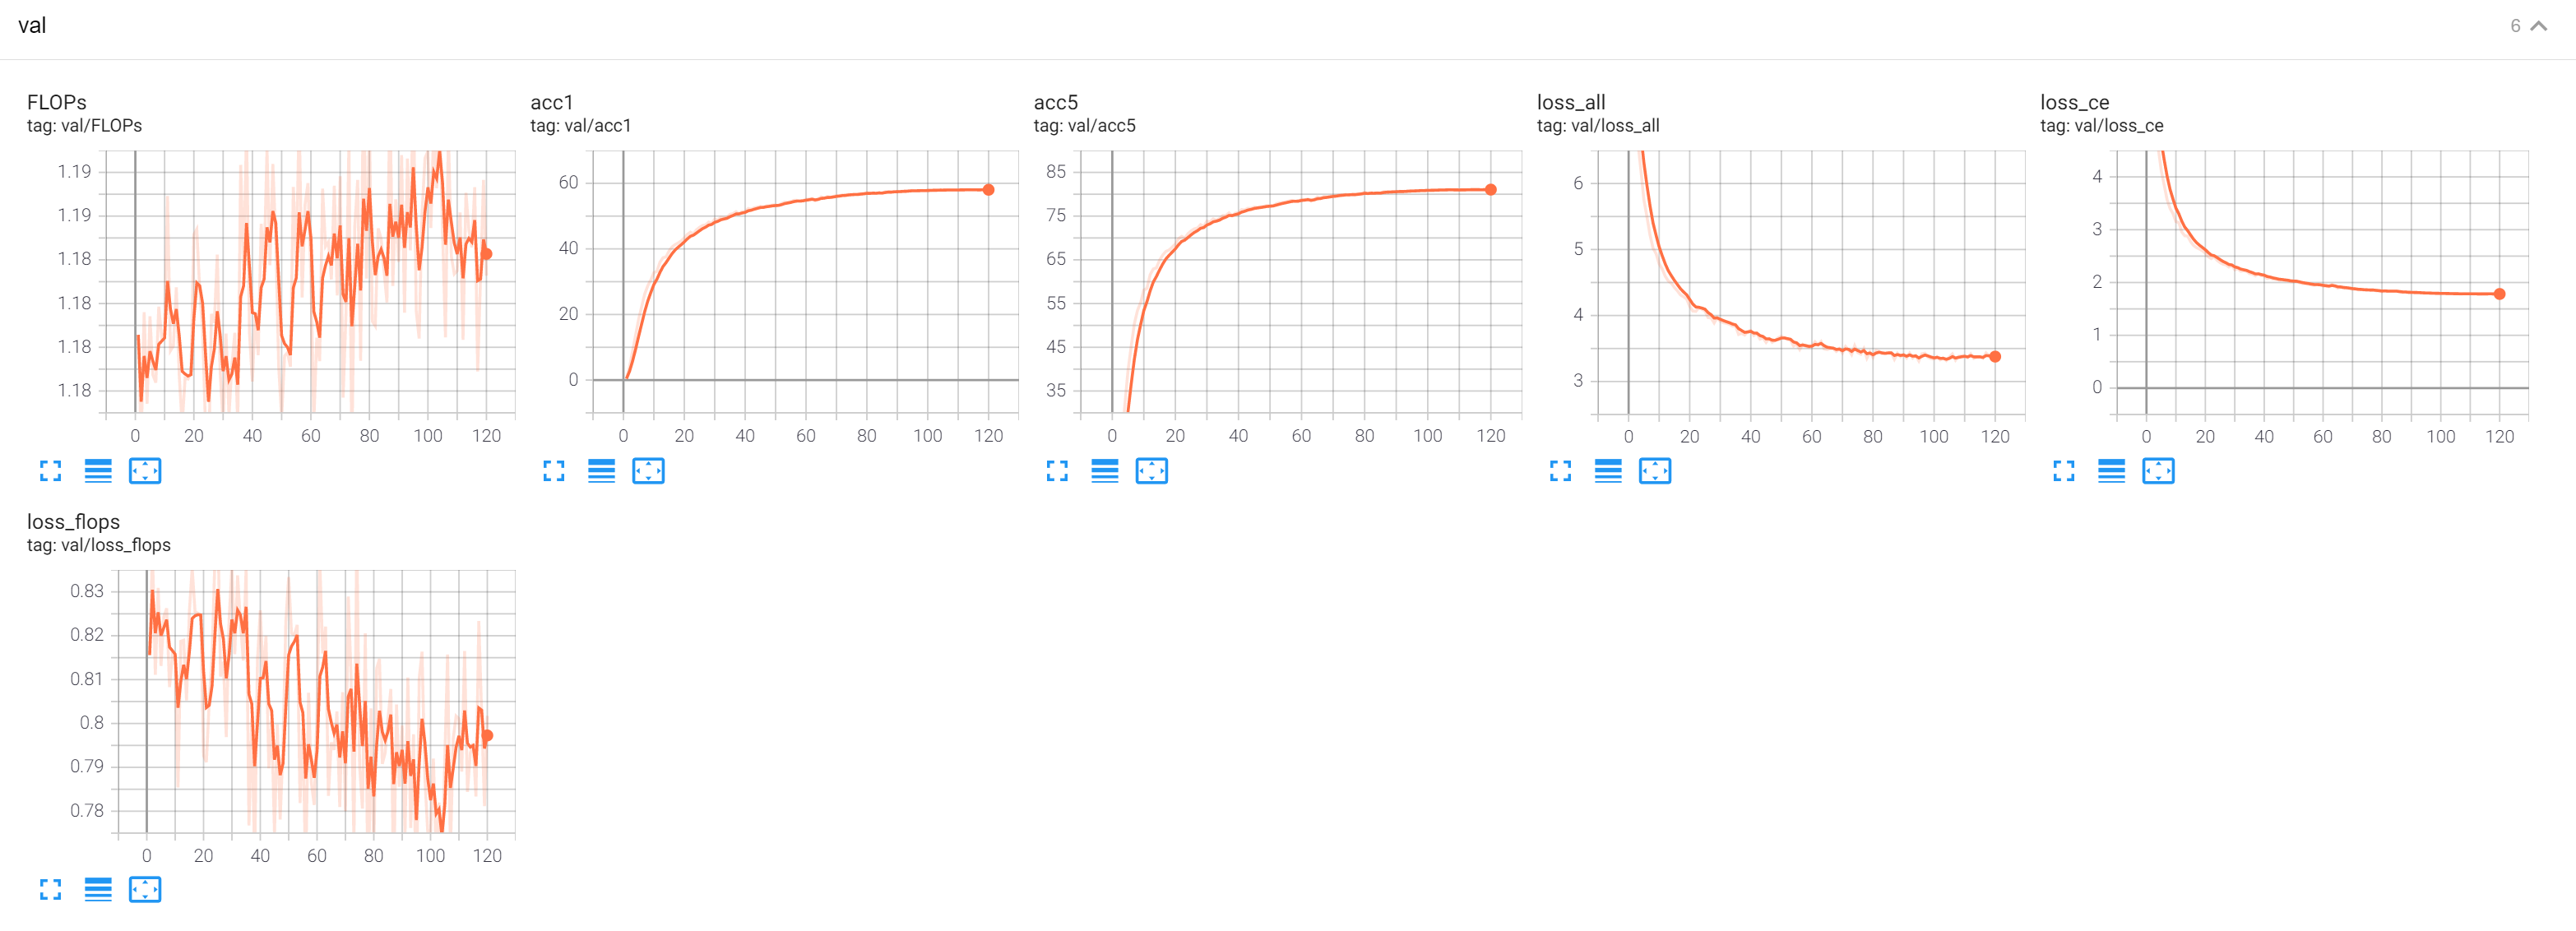 val
6
FLOPs
tag: val/FLOPs
1.19
1.19
1.18
1.18
1.18
1.18
0 20 40 60 80 100 120
acc1
tag: val/acc1
60
40
20
0
0 20 40 60 80 100 120
acc5
tag: val/acc5
85
75
65
55
45
35
0 20 40 60 80 100 120
loss_all
tag: val/loss_all
6
5
4
3
0 20 40 60 80 100 120
loss_ce
tag: val/loss_ce
4
3
2
1
0
0 20 40 60 80 100 120
loss_flops
tag: val/loss_flops
0.83
0.82
0.81
0.8
0.79
0.78
0 20 40 60 80 100 120